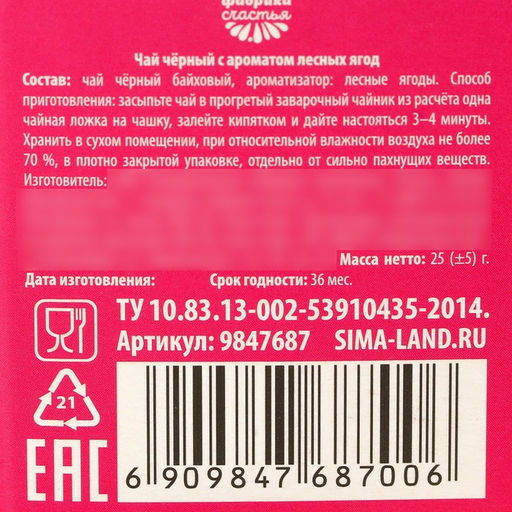 фабрика
счастья
Чай чёрный с ароматом лесных ягод
Состав: чай чёрный байховый, ароматизатор: лесные ягоды. Способ
приготовления: засыпьте чай в прогретый заварочный чайник из расчёта одна
чайная ложка на чашку, залейте кипятком и дайте настояться 3–4 минуты.
Хранить в сухом помещении, при относительной влажности воздуха не более
70 %, в плотно закрытой упаковке, отдельно от сильно пахнущих веществ.
Изготовитель:
Масса нетто: 25 (±5) г.
Дата изготовления: Срок годности: 36 мес.
ТУ 10.83.13-002-53910435-2014.
Артикул: 9847687 SIMA-LAND.RU
21
EAC
6 909847 687006